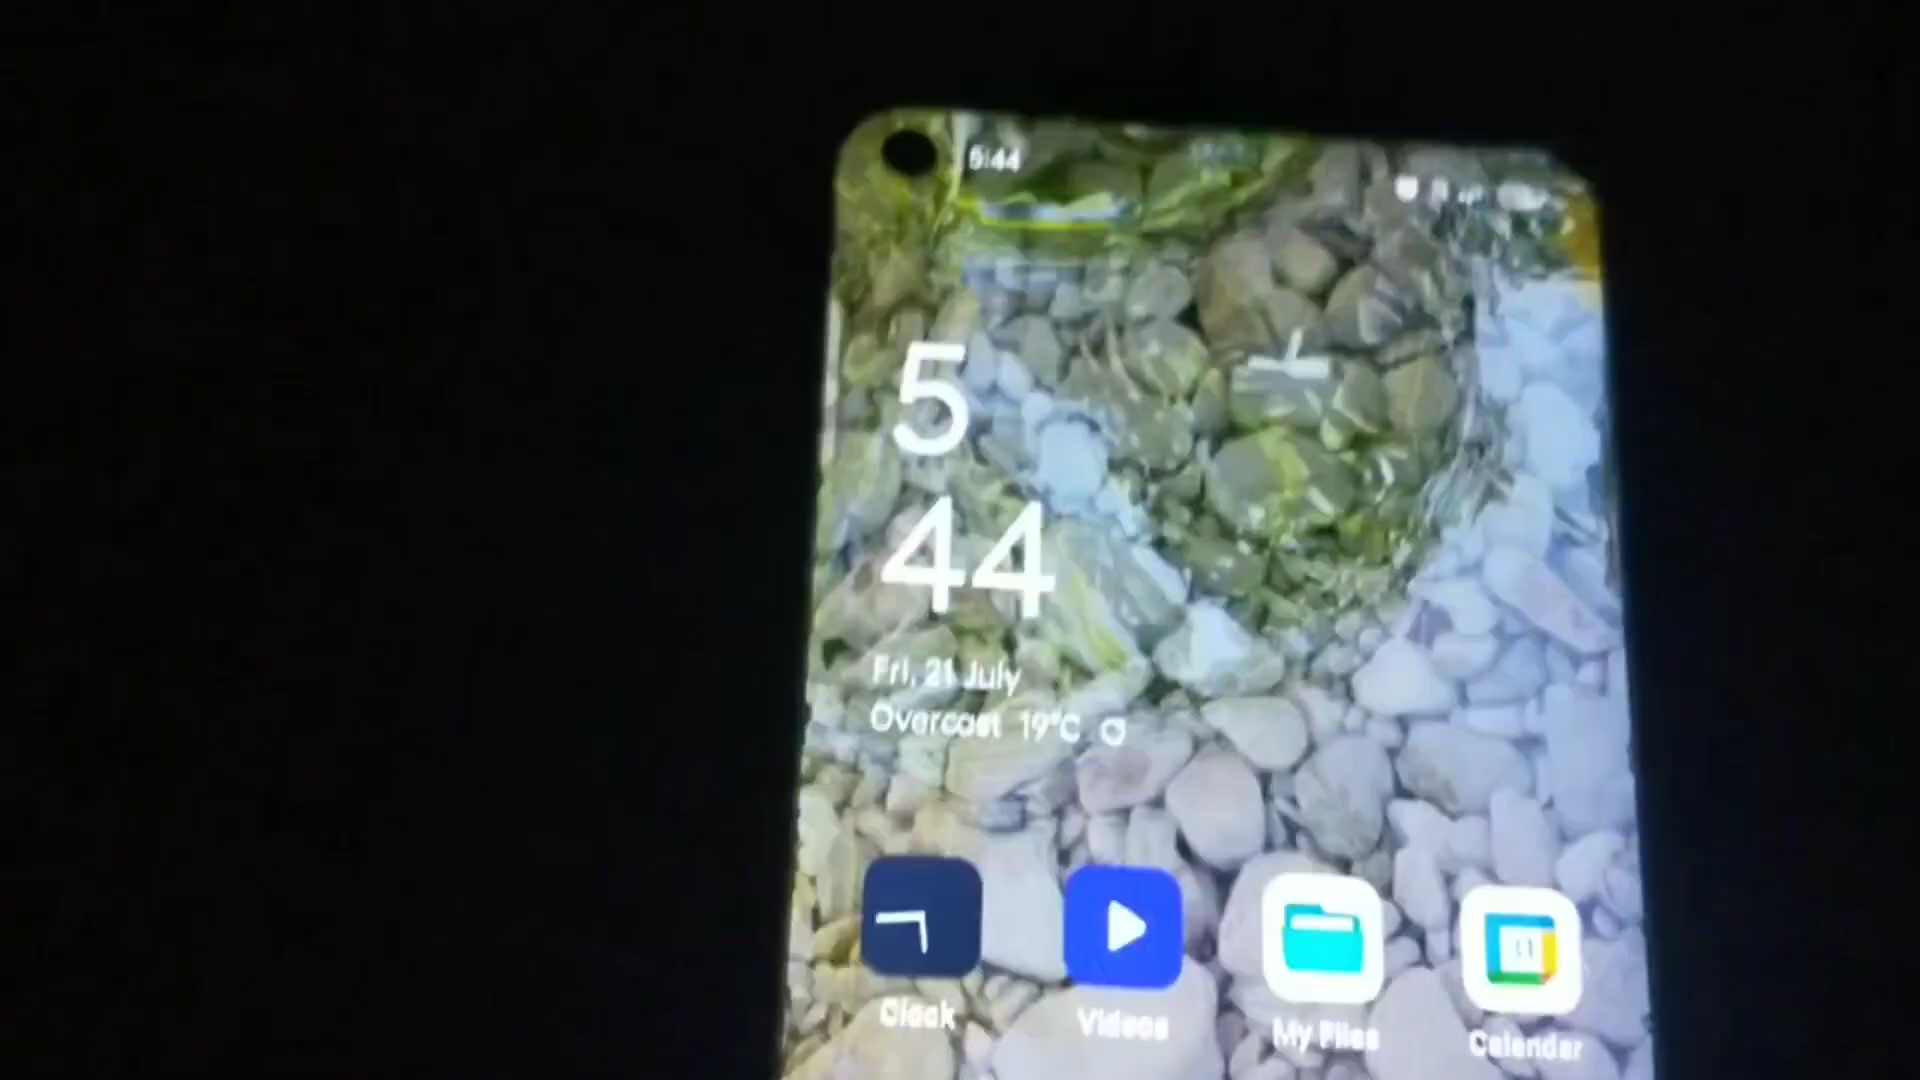 5:44
5
44
Fri, 21 July
Overcast 19°C
Clock
Videos
My Files
Calendar